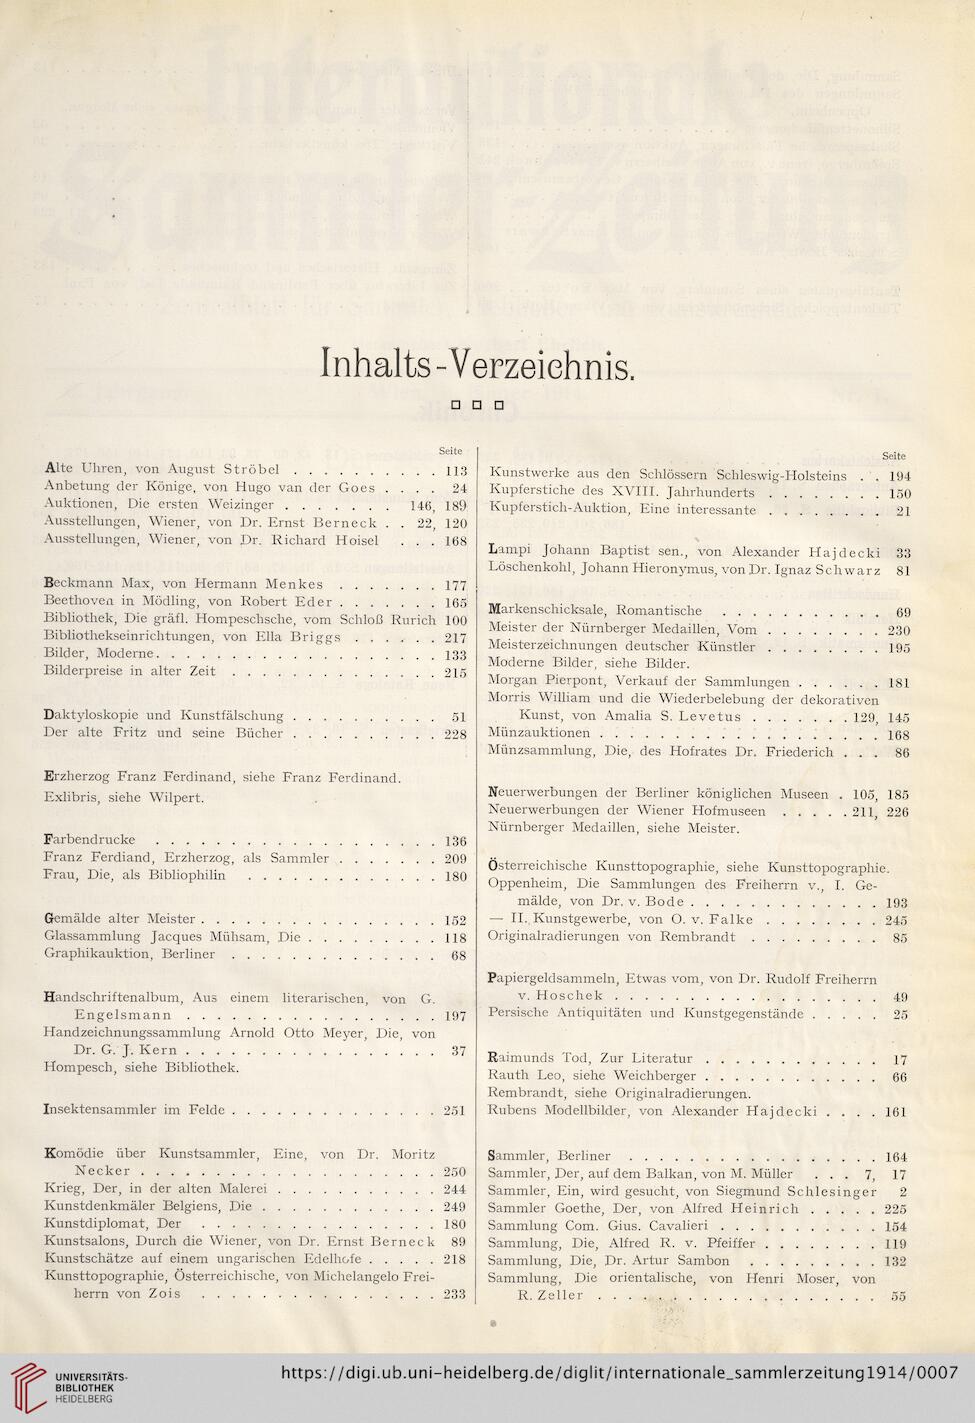 Inhalts-Verzeichnis.
□ □ □
Seite
Alte Uhren, von August Ströbel . . . . . . . . . . 113
Anbetung der Könige, von Hugo van der Goes . . . . 24
Auktionen, Die ersten Weizinger . . . . . . . 146, 189
Ausstellungen, Wiener, von Dr. Ernst Berneck . . 22, 120
Ausstellungen, Wiener, von Dr. Richard Hoisel . . . 168
Beckmann Max, von Hermann Menkes . . . . . . . 177
Beethoven in Mödling, von Robert Eder . . . . . . . 165
Bibliothek, Die gräfl. Hompeschsche, vom Schloß Rurich 100
Bibliothekseinrichtungen, von Ella Briggs . . . . . . 217
Bilder, Moderne. . . . . . . . . . . . . . . . . . . 133
Bilderpreise in alter Zeit . . . . . . . . . . . . . . 215
Daktyloskopie und Kunstfälschung . . . . . . . . . . 51
Der alte Fritz und seine Bücher . . . . . . . . . . 228
Erzherzog Franz Ferdinand, siehe Franz Ferdinand.
Exlibris, siehe Wilpert.
Farbendrucke . . . . . . . . . . . . . . . . . . . 136
Franz Ferdiand, Erzherzog, als Sammler . . . . . . . 209
Frau, Die, als Bibliophilin . . . . . . . . . . . . . 180
Gemälde alter Meister . . . . . . . . . . . . . . . . 152
Glassammlung Jacques Mühsam, Die . . . . . . . . . 118
Graphikauktion, Berliner . . . . . . . . . . . . . . 68
Handschriftenalbum, Aus einem literarischen, von G.
Engelsmann . . . . . . . . . . . . . . . . . 197
Handzeichnungssammlung Arnold Otto Meyer, Die, von
Dr. G. J. Kern . . . . . . . . . . . . . . . . . 37
Hompesch, siehe Bibliothek.
Insektensammler im Felde . . . . . . . . . . . . . . 251
Komödie über Kunstsammler, Eine, von Dr. Moritz
Necker . . . . . . . . . . . . . . . . . . . . 250
Krieg, Der, in der alten Malerei . . . . . . . . . . . 244
Kunstdenkmäler Belgiens, Die . . . . . . . . . . . . 249
Kunstdiplomat, Der . . . . . . . . . . . . . . . . 180
Kunstsalons, Durch die Wiener, von Dr. Ernst Berneck 89
Kunstschätze auf einem ungarischen Edelhofe . . . . . 218
Kunsttopographie, Österreichische, von Michelangelo Frei-
herrn von Zois . . . . . . . . . . . . . . . . 233
Seite
Kunstwerke aus den Schlössern Schleswig-Holsteins . . 194
Kupferstiche des XVIII. Jahrhunderts . . . . . . . . 150
Kupferstich-Auktion, Eine interessante . . . . . . . . 21
Lampi Johann Baptist sen., von Alexander Hajdecki 33
Löschenkohl, Johann Hieronymus, von Dr. Ignaz Schwarz 81
Markenschicksale, Romantische . . . . . . . . . . . 69
Meister der Nürnberger Medaillen, Vom . . . . . . . . 230
Meisterzeichnungen deutscher Künstler . . . . . . . . 195
Moderne Bilder, siehe Bilder.
Morgan Pierpont, Verkauf der Sammlungen . . . . . . 181
Morris William und die Wiederbelebung der dekorativen
Kunst, von Amalia S. Levetus . . . . . . . 129, 145
Münzauktionen . . . . . . . . . . . . . . . . . . . 168
Münzsammlung, Die, des Hofrates Dr. Friederich . . . 86
Neuerwerbungen der Berliner königlichen Museen . 105, 185
Neuerwerbungen der Wiener Hofmuseen . . . . . 211, 226
Nürnberger Medaillen, siehe Meister.
Österreichische Kunsttopographie, siehe Kunsttopographie.
Oppenheim, Die Sammlungen des Freiherrn v., I. Ge-
mälde, von Dr. v. Bode . . . . . . . . . . . . . 193
— II. Kunstgewerbe, von O. v. Falke . . . . . . . . 245
Originalradierungen von Rembrandt . . . . . . . . . 85
Papiergeldsammeln, Etwas vom, von Dr. Rudolf Freiherrn
v. Hoschek . . . . . . . . . . . . . . . . . . 49
Persische Antiquitäten und Kunstgegenstände . . . . . 25
Raimunds Tod, Zur Literatur . . . . . . . . . . . . 17
Rauth Leo, siehe Weichberger . . . . . . . . . . . . 66
Rembrandt, siehe Originalradierungen.
Rubens Modellbilder, von Alexander Hajdecki . . . . 161
Sammler, Berliner . . . . . . . . . . . . . . . . . 164
Sammler, Der, auf dem Balkan, von M. Müller . . . 7, 17
Sammler, Ein, wird gesucht, von Siegmund Schlesinger 2
Sammler Goethe, Der, von Alfred Heinrich . . . . . 225
Sammlung Com. Gius. Cavalieri . . . . . . . . . . . 154
Sammlung, Die, Alfred R. v. Pfeiffer . . . . . . . . 119
Sammlung, Die, Dr. Artur Sambon . . . . . . . . . 132
Sammlung, Die orientalische, von Henri Moser, von
R. Zeller . . . . . . . . . . . . . . . . . . . 55
UNIVERSITÄTS-
BIBLIOTHEK
HEIDELBERG
https://digi.ub.uni-heidelberg.de/diglit/internationale_sammlerzeitung1914/0007